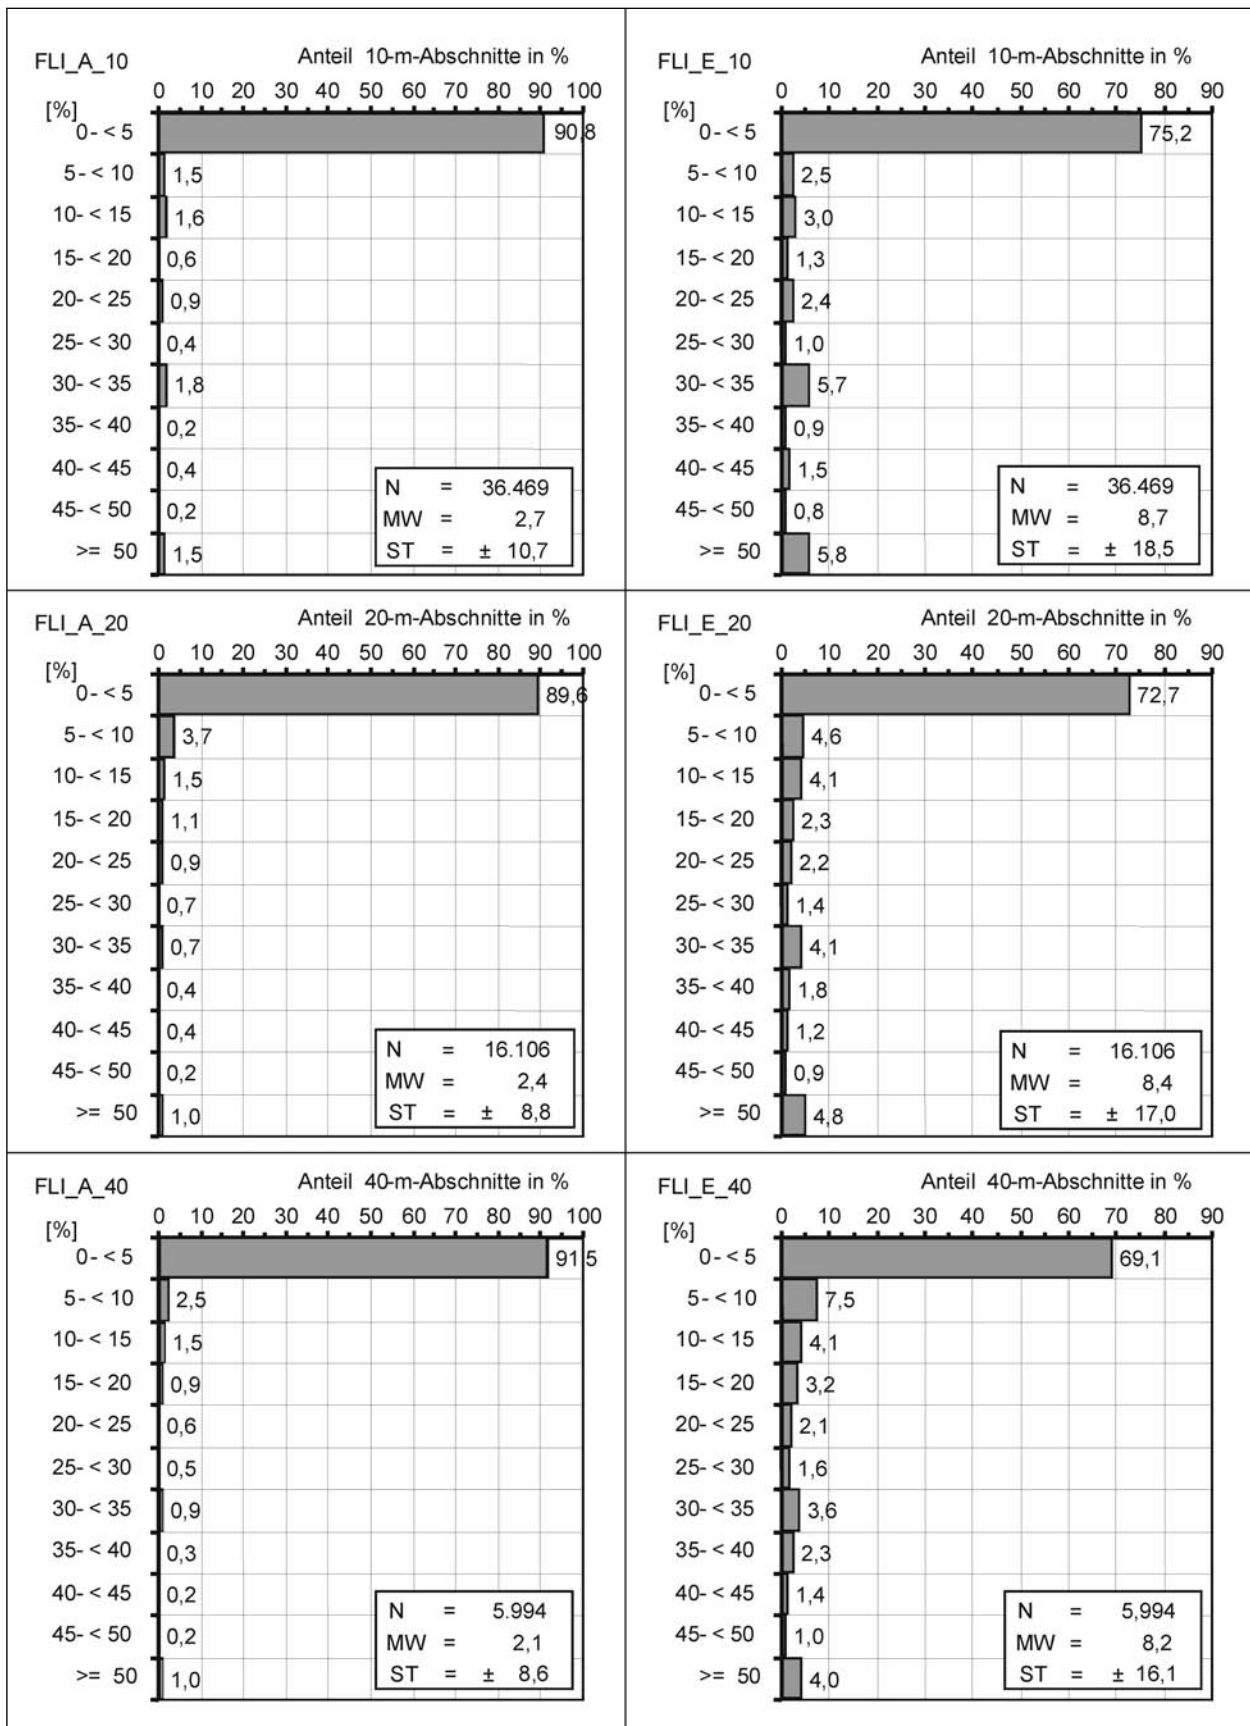 FLI_A_10 Anteil 10-m-Abschnitte in %
0 10 20 30 40 50 60 70 80 90 100
[%]
0- < 5 90,8
5- < 10 1,5
10- < 15 1,6
15- < 20 0,6
20- < 25 0,9
25- < 30 0,4
30- < 35 1,8
35- < 40 0,2
40- < 45 0,4
45- < 50 0,2
>= 50 1,5
N = 36.469
MW = 2,7
ST = ± 10,7
FLI_E_10 Anteil 10-m-Abschnitte in %
0 10 20 30 40 50 60 70 80 90
[%]
0- < 5 75,2
5- < 10 2,5
10- < 15 3,0
15- < 20 1,3
20- < 25 2,4
25- < 30 1,0
30- < 35 5,7
35- < 40 0,9
40- < 45 1,5
45- < 50 0,8
>= 50 5,8
N = 36.469
MW = 8,7
ST = ± 18,5
FLI_A_20 Anteil 20-m-Abschnitte in %
0 10 20 30 40 50 60 70 80 90 100
[%]
0- < 5 89,6
5- < 10 3,7
10- < 15 1,5
15- < 20 1,1
20- < 25 0,9
25- < 30 0,7
30- < 35 0,7
35- < 40 0,4
40- < 45 0,4
45- < 50 0,2
>= 50 1,0
N = 16.106
MW = 2,4
ST = ± 8,8
FLI_E_20 Anteil 20-m-Abschnitte in %
0 10 20 30 40 50 60 70 80 90
[%]
0- < 5 72,7
5- < 10 4,6
10- < 15 4,1
15- < 20 2,3
20- < 25 2,2
25- < 30 1,4
30- < 35 4,1
35- < 40 1,8
40- < 45 1,2
45- < 50 0,9
>= 50 4,8
N = 16.106
MW = 8,4
ST = ± 17,0
FLI_A_40 Anteil 40-m-Abschnitte in %
0 10 20 30 40 50 60 70 80 90 100
[%]
0- < 5 91,5
5- < 10 2,5
10- < 15 1,5
15- < 20 0,9
20- < 25 0,6
25- < 30 0,5
30- < 35 0,9
35- < 40 0,3
40- < 45 0,2
45- < 50 0,2
>= 50 1,0
N = 5.994
MW = 2,1
ST = ± 8,6
FLI_E_40 Anteil 40-m-Abschnitte in %
0 10 20 30 40 50 60 70 80 90
[%]
0- < 5 69,1
5- < 10 7,5
10- < 15 4,1
15- < 20 3,2
20- < 25 2,1
25- < 30 1,6
30- < 35 3,6
35- < 40 2,3
40- < 45 1,4
45- < 50 1,0
>= 50 4,0
N = 5,994
MW = 8,2
ST = ± 16,1